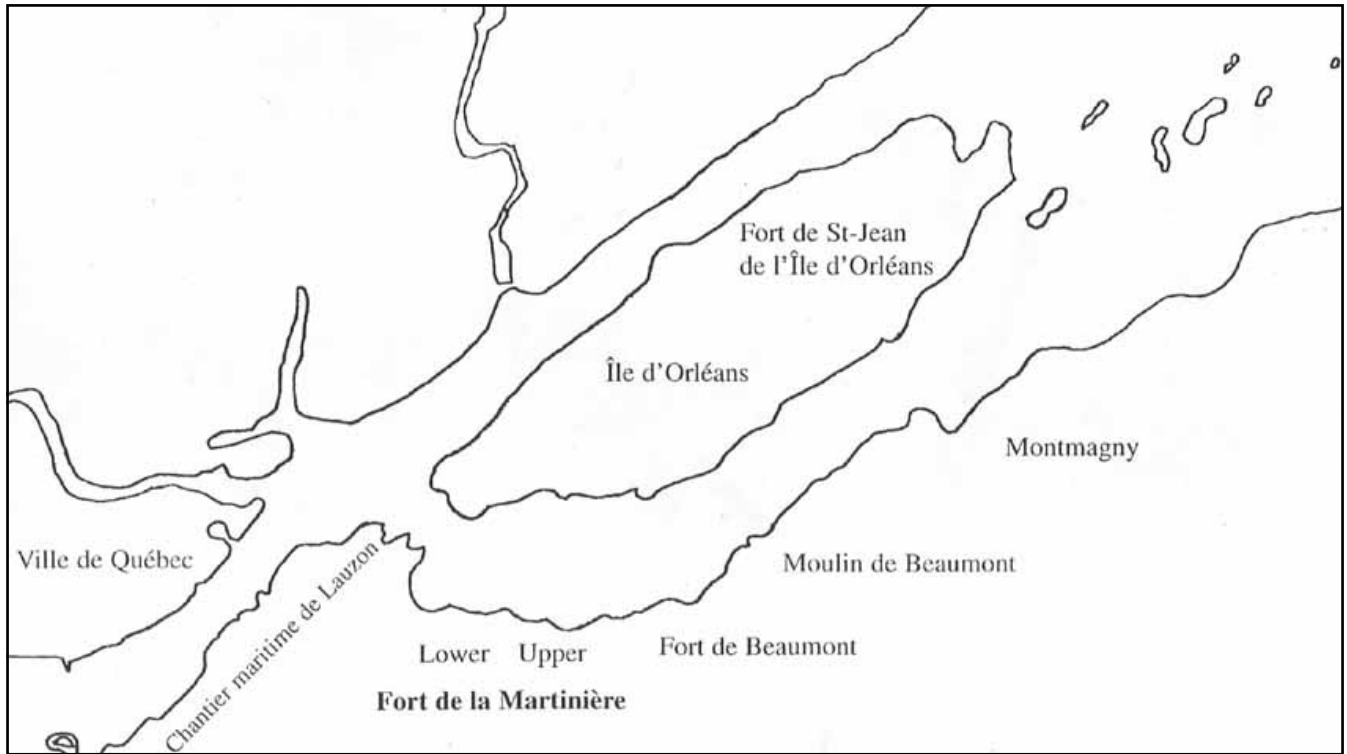 Fort de St-Jean
de l'Île d'Orléans
Île d'Orléans
Montmagny
Ville de Québec
Moulin de Beaumont
Chantier maritime de Lauzon
Lower Upper
Fort de Beaumont
Fort de la Martinière